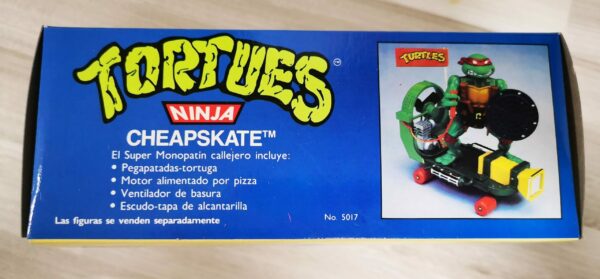 TORTUES™
NINJA
CHEAPSKATE™
El Super Monopatín callejero incluye:
• Pegapatadas-tortuga
• Motor alimentado por pizza
• Ventilador de basura
• Escudo-tapa de alcantarilla
Las figuras se venden separadamente
No. 5017
TURTLES